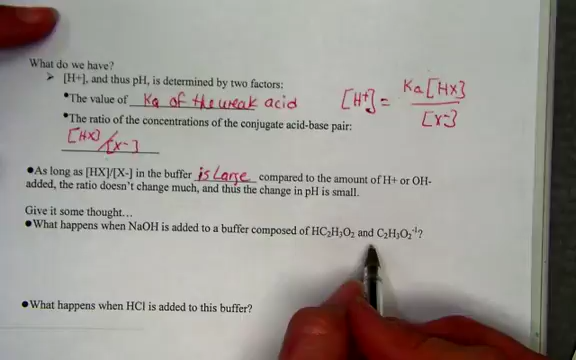 What do we have?
➤ [H+], and thus pH, is determined by two factors:
•The value of Ka of the weak acid
[H+] = Ka[HX] / [X-]
•The ratio of the concentrations of the conjugate acid-base pair:
[HX]/[X-]
●As long as [HX]/[X-] in the buffer is Large compared to the amount of H+ or OH-
added, the ratio doesn't change much, and thus the change in pH is small.
Give it some thought…
●What happens when NaOH is added to a buffer composed of HC₂H₃O₂ and C₂H₃O₂⁻¹?
●What happens when HCl is added to this buffer?